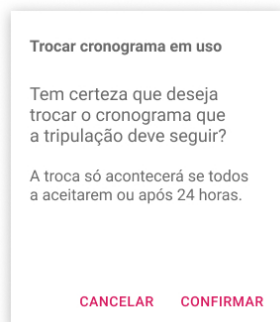 Trocar cronograma em uso
Tem certeza que deseja
trocar o cronograma que
a tripulação deve seguir?
A troca só acontecerá se todos
a aceitarem ou após 24 horas.
CANCELAR CONFIRMAR